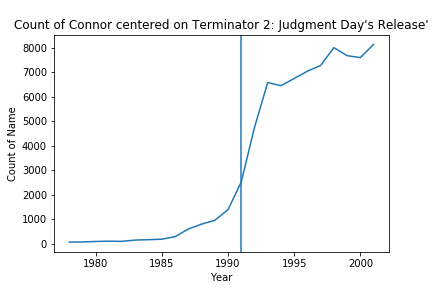 Count of Connor centered on Terminator 2: Judgment Day's Release'
8000
7000
6000
5000
4000
3000
2000
1000
0
Count of Name
1980 1985 1990 1995 2000
Year